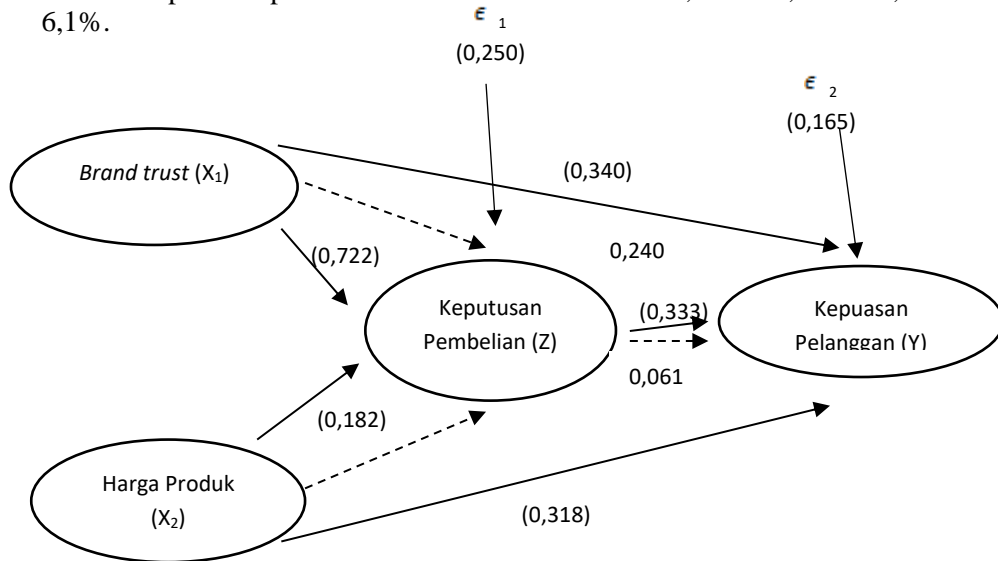 6,1%.
ϵ 1
(0,250)
ϵ 2
(0,165)
Brand trust (X1)
(0,340)
(0,722)
0,240
Keputusan
Pembelian (Z)
(0,333)
Kepuasan
Pelanggan (Y)
0,061
(0,182)
Harga Produk
(X2)
(0,318)